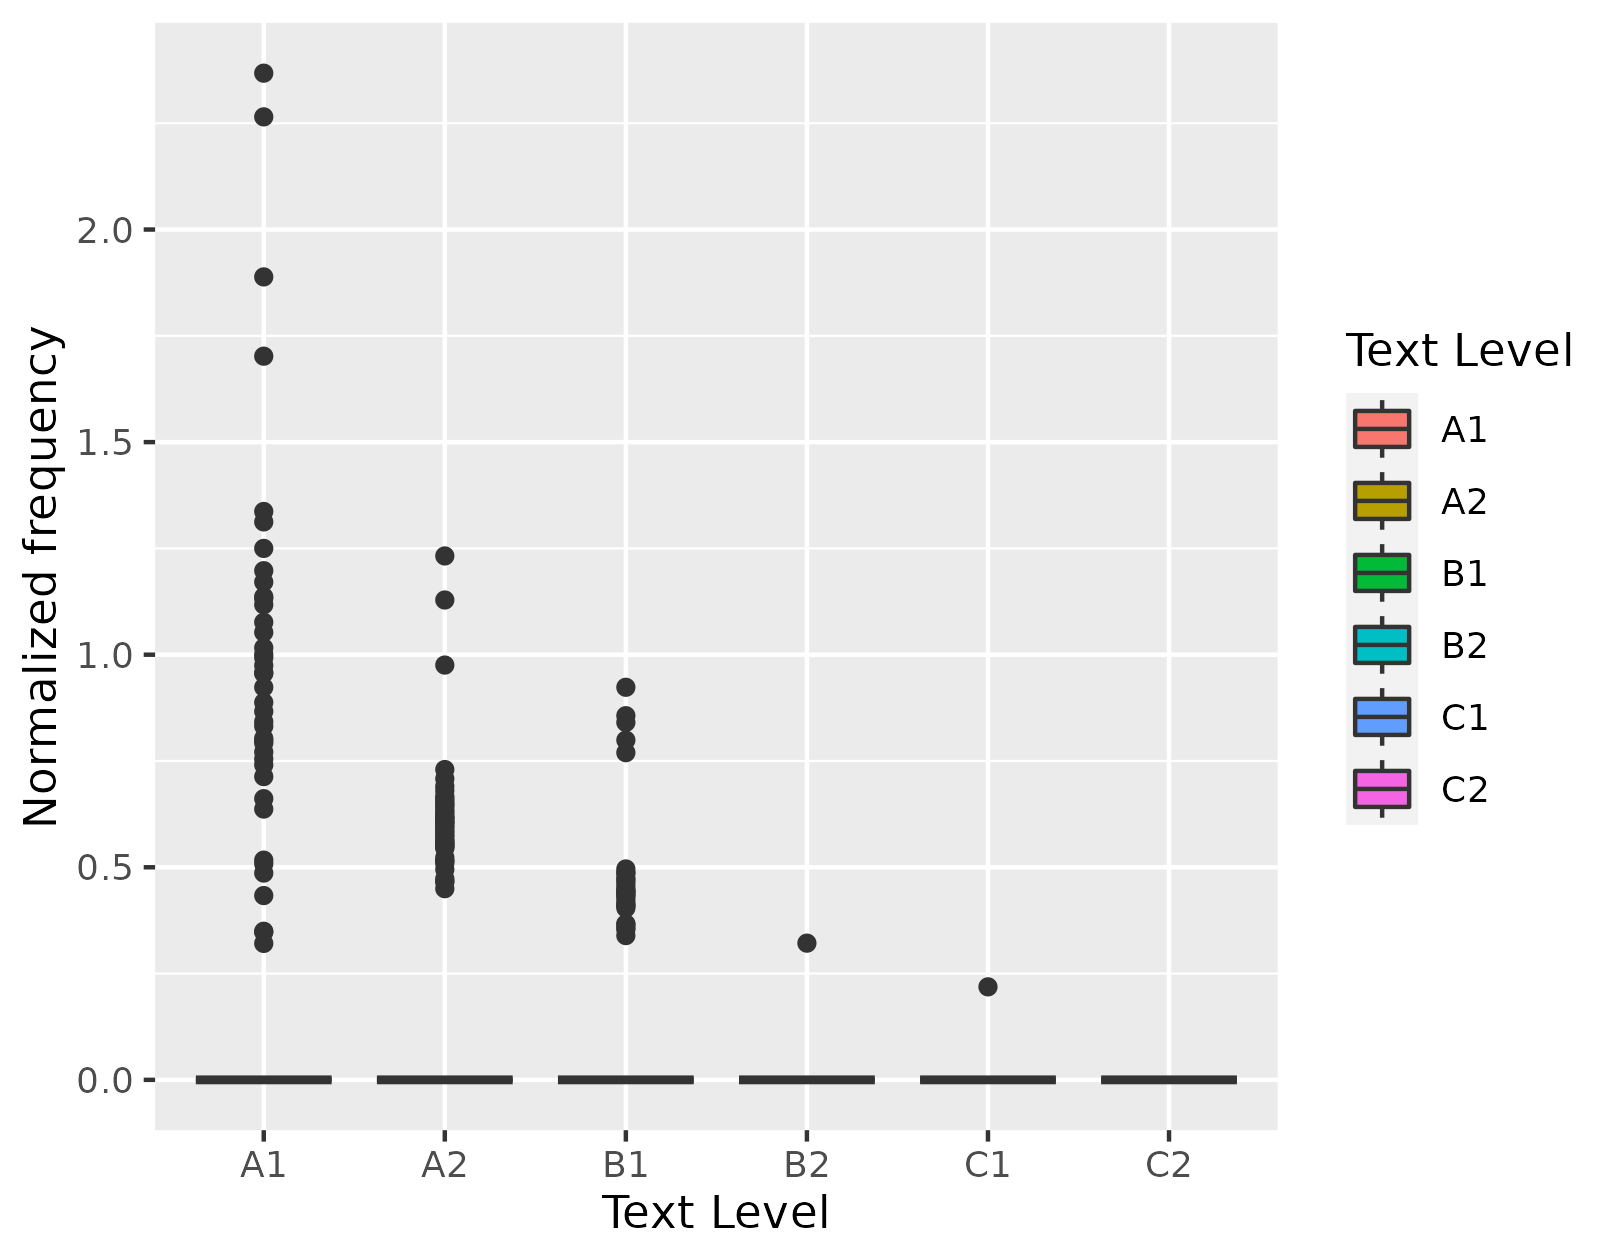 Normalized frequency
2.0
1.5
1.0
0.5
0.0
A1 A2 B1 B2 C1 C2
Text Level
Text Level
A1
A2
B1
B2
C1
C2